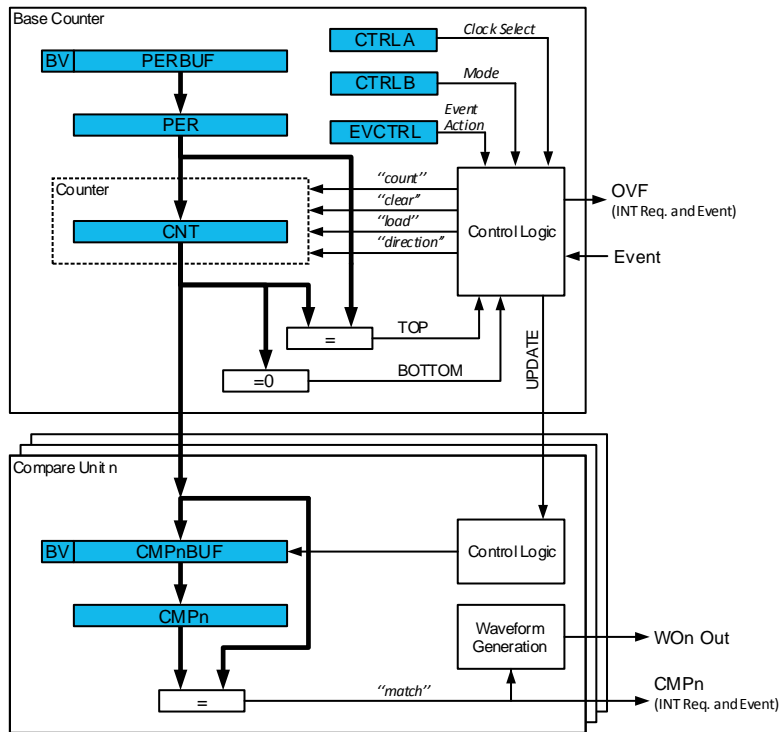 Base Counter
BV PERBUF
PER
CTRLA
Clock Select
CTRLB
Mode
EVCTRL
Event
Action
Counter
CNT
“count”
“clear”
“load”
“direction”
Control Logic
OVF
(INT Req. and Event)
Event
=
TOP
=0
BOTTOM
UPDATE
Compare Unit n
BV CMPnBUF
Control Logic
CMPn
Waveform
Generation
WOn Out
=
“match”
CMPn
(INT Req. and Event)